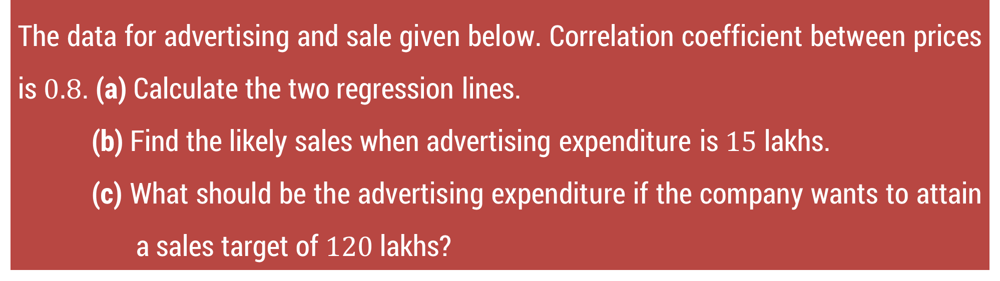 The data for advertising and sale given below. Correlation coefficient between prices
is 0.8. (a) Calculate the two regression lines.
(b) Find the likely sales when advertising expenditure is 15 lakhs.
(c) What should be the advertising expenditure if the company wants to attain
a sales target of 120 lakhs?